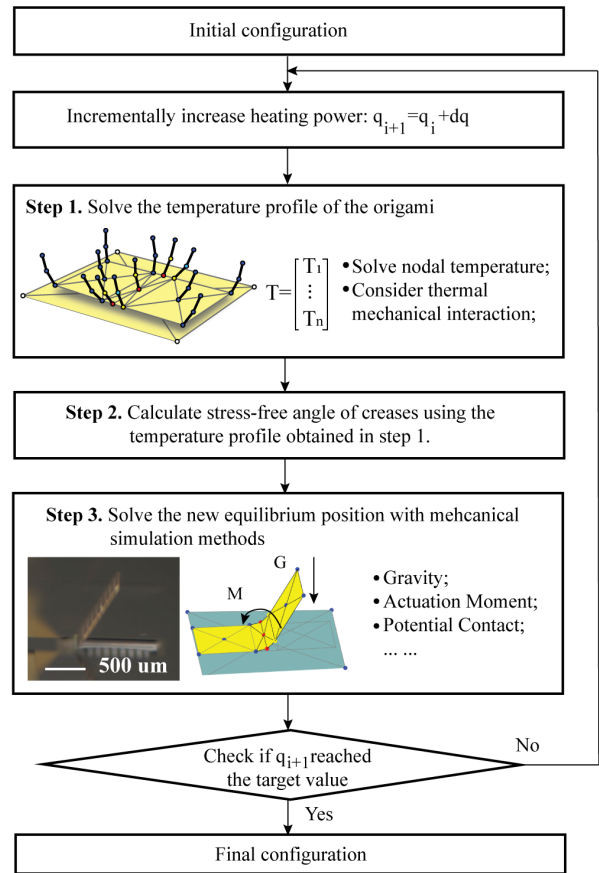 Initial configuration
Incrementally increase heating power: q_{i+1}=q_i+dq
Step 1. Solve the temperature profile of the origami
T= [T₁ ⋮ Tₙ]
• Solve nodal temperature;
• Consider thermal
mechanical interaction;
Step 2. Calculate stress-free angle of creases using the
temperature profile obtained in step 1.
Step 3. Solve the new equilibrium position with mehcanical
simulation methods
500 um
M
G
• Gravity;
• Actuation Moment;
• Potential Contact;
... ...
Check if q_{i+1} reached
the target value
No
Yes
Final configuration